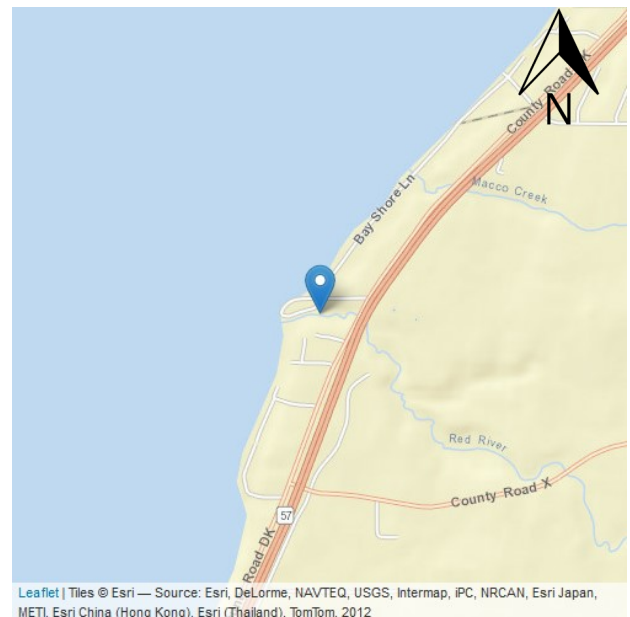 County Road DK
N
Macco Creek
Bay Shore Ln
Red River
County Road X
57
Road DK
Leaflet | Tiles © Esri — Source: Esri, DeLorme, NAVTEQ, USGS, Intermap, iPC, NRCAN, Esri Japan,
METI, Esri China (Hong Kong), Esri (Thailand), TomTom, 2012